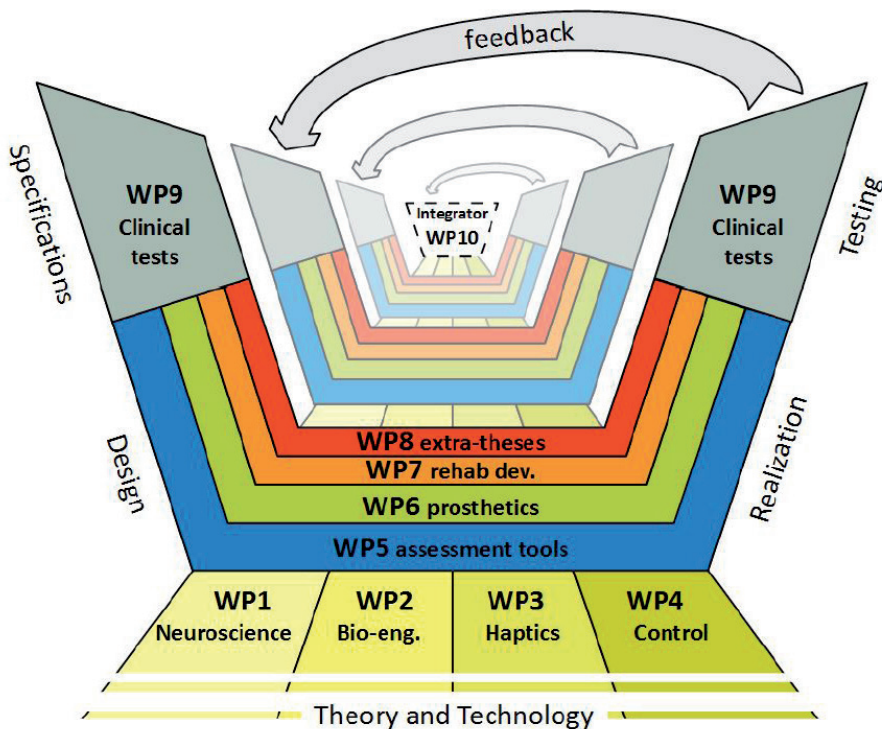 feedback
Specifications
WP9
Clinical
tests
Integrator
WP10
WP9
Clinical
tests
Testing
Design
Realization
WP8 extra-theses
WP7 rehab dev.
WP6 prosthetics
WP5 assessment tools
WP1
Neuroscience
WP2
Bio-eng.
WP3
Haptics
WP4
Control
Theory and Technology